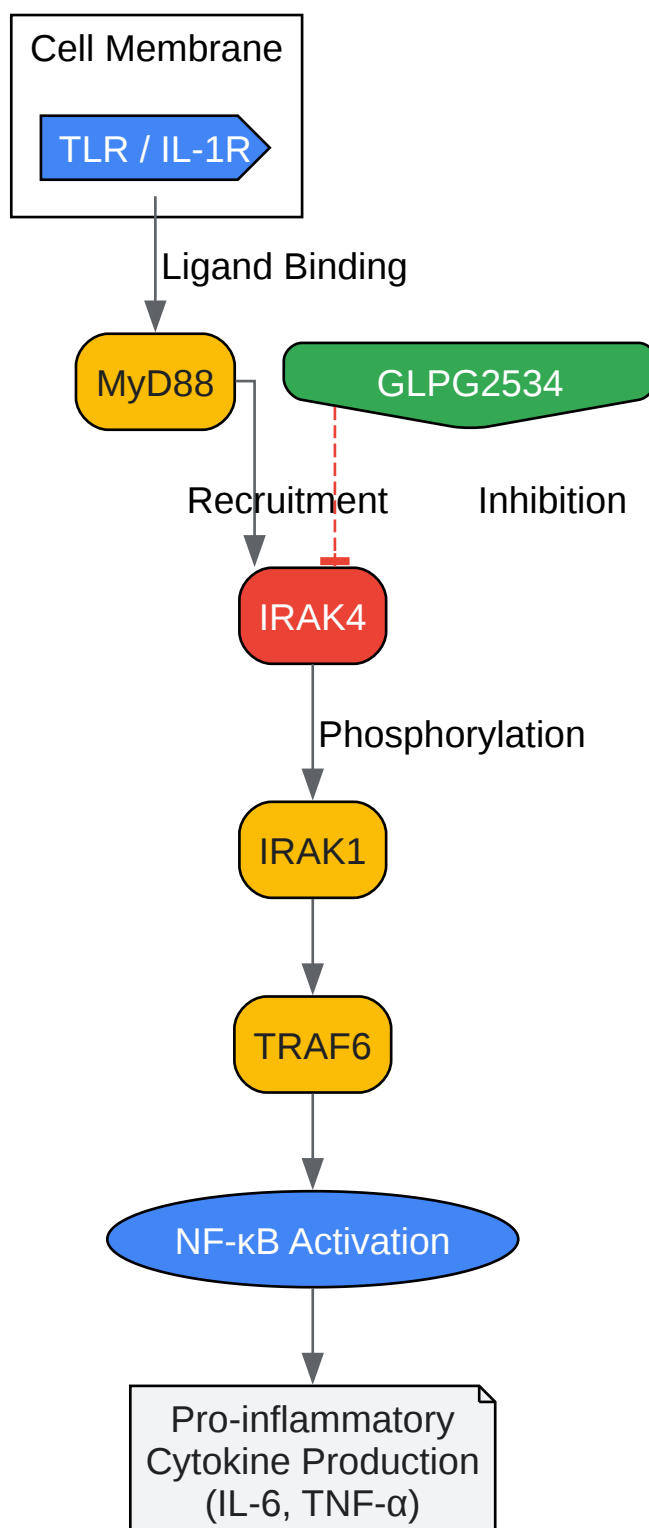 Cell Membrane
TLR / IL-1R
Ligand Binding
MyD88
GLPG2534
Recruitment
Inhibition
IRAK4
Phosphorylation
IRAK1
TRAF6
NF-κB Activation
Pro-inflammatory
Cytokine Production
(IL-6, TNF-α)